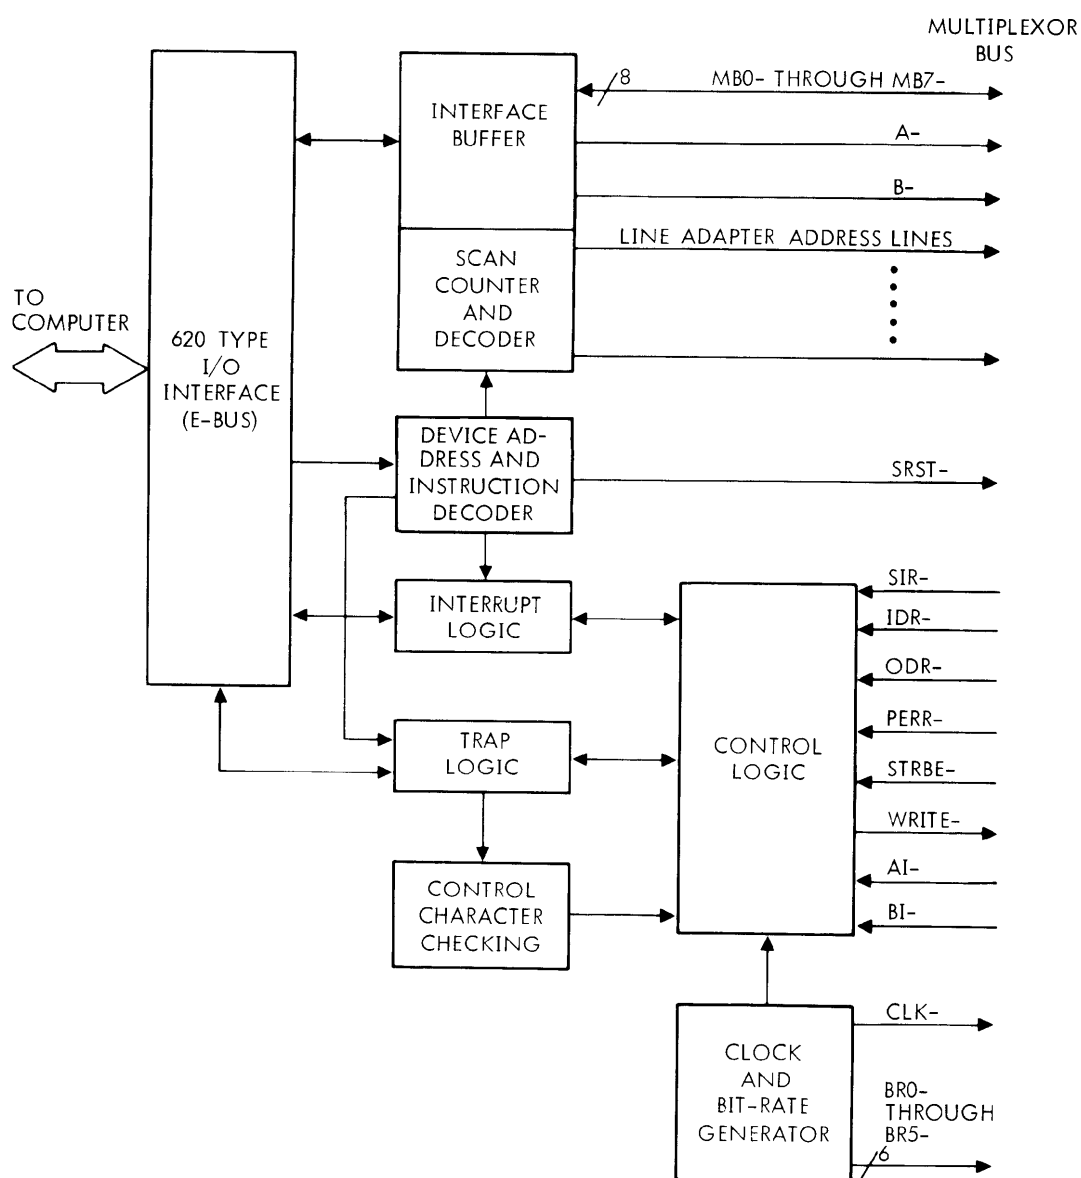 MULTIPLEXOR
BUS
8
MB0- THROUGH MB7-
INTERFACE
BUFFER
A-
B-
LINE ADAPTER ADDRESS LINES
SCAN
COUNTER
AND
DECODER
TO
COMPUTER
620 TYPE
I/O
INTERFACE
(E-BUS)
DEVICE AD-
DRESS AND
INSTRUCTION
DECODER
SRST-
INTERRUPT
LOGIC
SIR-
IDR-
ODR-
PERR-
STRBE-
WRITE-
AI-
BI-
TRAP
LOGIC
CONTROL
LOGIC
CONTROL
CHARACTER
CHECKING
CLOCK
AND
BIT-RATE
GENERATOR
CLK-
BR0-
THROUGH
BR5-
6